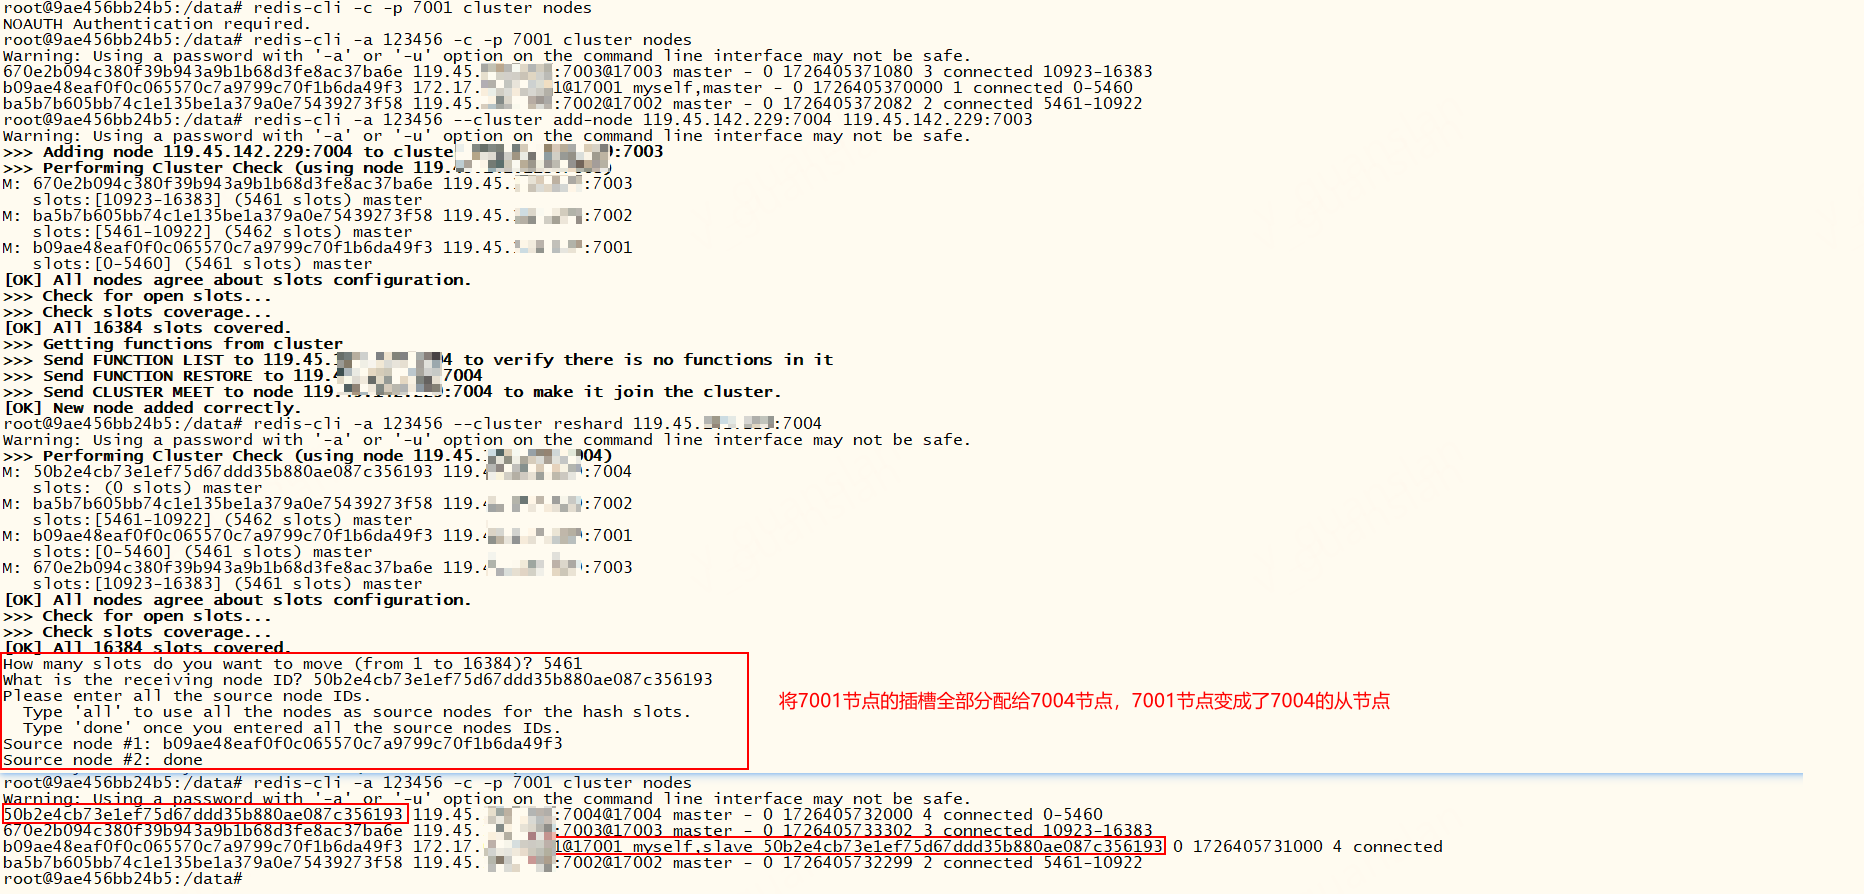 root@9ae456bb24b5:/data# redis-cli -c -p 7001 cluster nodes
NOAUTH Authentication required.
root@9ae456bb24b5:/data# redis-cli -a 123456 -c -p 7001 cluster nodes
Warning: Using a password with '-a' or '-u' option on the command line interface may not be safe.
670e2b094c380f39b943a9b1b68d3fe8ac37ba6e 119.45. :7003@17003 master - 0 1726405371080 3 connected 10923-16383
b09ae48eaf0f0c065570c7a9799c70f1b6da49f3 172.17. 1@17001 myself,master - 0 1726405370000 1 connected 0-5460
ba5b7b605bb74c1e135be1a379a0e75439273f58 119.45. :7002@17002 master - 0 1726405372082 2 connected 5461-10922
root@9ae456bb24b5:/data# redis-cli -a 123456 --cluster add-node 119.45.142.229:7004 119.45.142.229:7003
Warning: Using a password with '-a' or '-u' option on the command line interface may not be safe.
>>> Adding node 119.45.142.229:7004 to cluste :7003
>>> Performing Cluster Check (using node 119.
M: 670e2b094c380f39b943a9b1b68d3fe8ac37ba6e 119.45. :7003
slots:[10923-16383] (5461 slots) master
M: ba5b7b605bb74c1e135be1a379a0e75439273f58 119.45. :7002
slots:[5461-10922] (5462 slots) master
M: b09ae48eaf0f0c065570c7a9799c70f1b6da49f3 119.45. :7001
slots:[0-5460] (5461 slots) master
[OK] All nodes agree about slots configuration.
>>> Check for open slots...
>>> Check slots coverage...
[OK] All 16384 slots covered.
>>> Getting functions from cluster
>>> Send FUNCTION LIST to 119.45. 4 to verify there is no functions in it
>>> Send FUNCTION RESTORE to 119. 7004
>>> Send CLUSTER MEET to node 119. :7004 to make it join the cluster.
[OK] New node added correctly.
root@9ae456bb24b5:/data# redis-cli -a 123456 --cluster reshard 119.45. :7004
Warning: Using a password with '-a' or '-u' option on the command line interface may not be safe.
>>> Performing Cluster Check (using node 119.45. 004)
M: 50b2e4cb73e1ef75d67ddd35b880ae087c356193 119. :7004
slots: (0 slots) master
M: ba5b7b605bb74c1e135be1a379a0e75439273f58 119. :7002
slots:[5461-10922] (5462 slots) master
M: b09ae48eaf0f0c065570c7a9799c70f1b6da49f3 119. :7001
slots:[0-5460] (5461 slots) master
M: 670e2b094c380f39b943a9b1b68d3fe8ac37ba6e 119. :7003
slots:[10923-16383] (5461 slots) master
[OK] All nodes agree about slots configuration.
>>> Check for open slots...
>>> Check slots coverage...
[OK] All 16384 slots covered.
How many slots do you want to move (from 1 to 16384)? 5461
What is the receiving node ID? 50b2e4cb73e1ef75d67ddd35b880ae087c356193
Please enter all the source node IDs.
Type 'all' to use all the nodes as source nodes for the hash slots.
Type 'done' once you entered all the source nodes IDs.
Source node #1: b09ae48eaf0f0c065570c7a9799c70f1b6da49f3
Source node #2: done
将7001节点的插槽全部分配给7004节点，7001节点变成了7004的从节点
root@9ae456bb24b5:/data# redis-cli -a 123456 -c -p 7001 cluster nodes
Warning: Using a password with '-a' or '-u' option on the command line interface may not be safe.
50b2e4cb73e1ef75d67ddd35b880ae087c356193 119.45. :7004@17004 master - 0 1726405732000 4 connected 0-5460
670e2b094c380f39b943a9b1b68d3fe8ac37ba6e 119.45. :7003@17003 master - 0 1726405733302 3 connected 10923-16383
b09ae48eaf0f0c065570c7a9799c70f1b6da49f3 172.17. 1@17001 myself,slave 50b2e4cb73e1ef75d67ddd35b880ae087c356193 0 1726405731000 4 connected
ba5b7b605bb74c1e135be1a379a0e75439273f58 119.45. :7002@17002 master - 0 1726405732299 2 connected 5461-10922
root@9ae456bb24b5:/data#